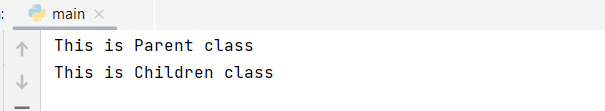 : main
This is Parent class
This is Children class